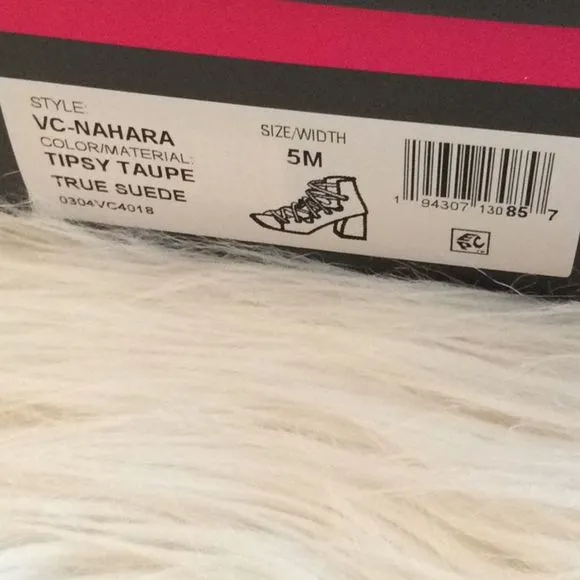 STYLE:
VC-NAHARA
COLOR/MATERIAL:
TIPSY TAUPE
TRUE SUEDE
0304VC4018
SIZE/WIDTH
5M
1 94307 13085 7